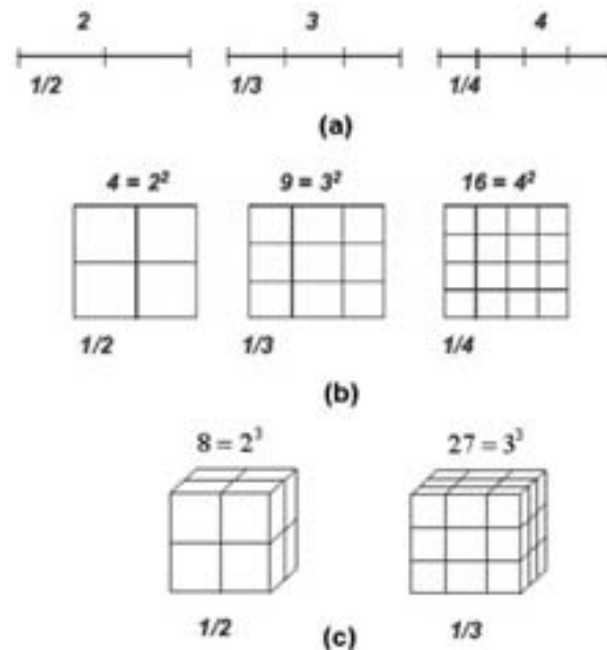 2 3 4
1/2 1/3 1/4
(a)
4 = 2² 9 = 3² 16 = 4²
1/2 1/3 1/4
(b)
8 = 2³ 27 = 3³
1/2 (c) 1/3